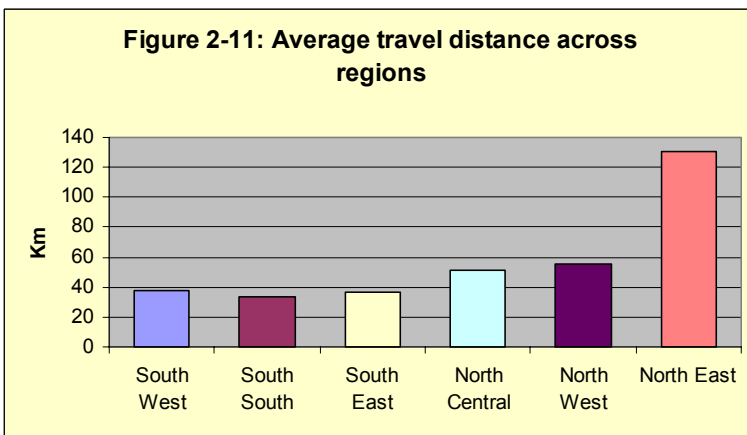 Figure 2-11: Average travel distance across
regions
140
120
100
80
60
40
20
0
Km
South
West
South
South
South
East
North
Central
North
West
North East